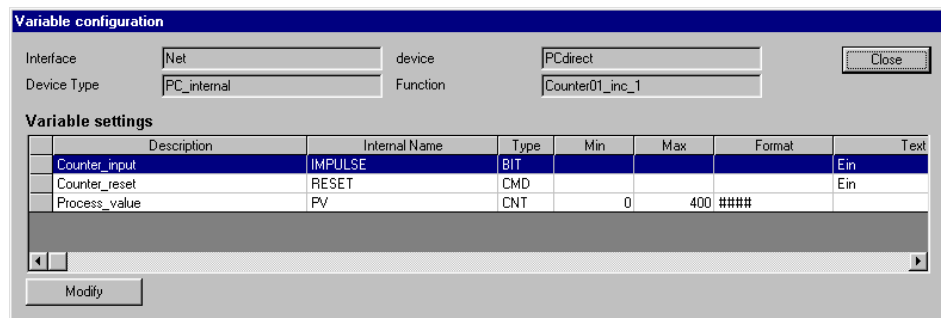 Variable configuration
Interface Net device PCdirect Close
Device Type PC_internal Function Counter01_inc_1
Variable settings
Description Internal Name Type Min Max Format Text
Counter_input IMPULSE BIT Ein
Counter_reset RESET CMD Ein
Process_value PV CNT 0 400 ####
Modify